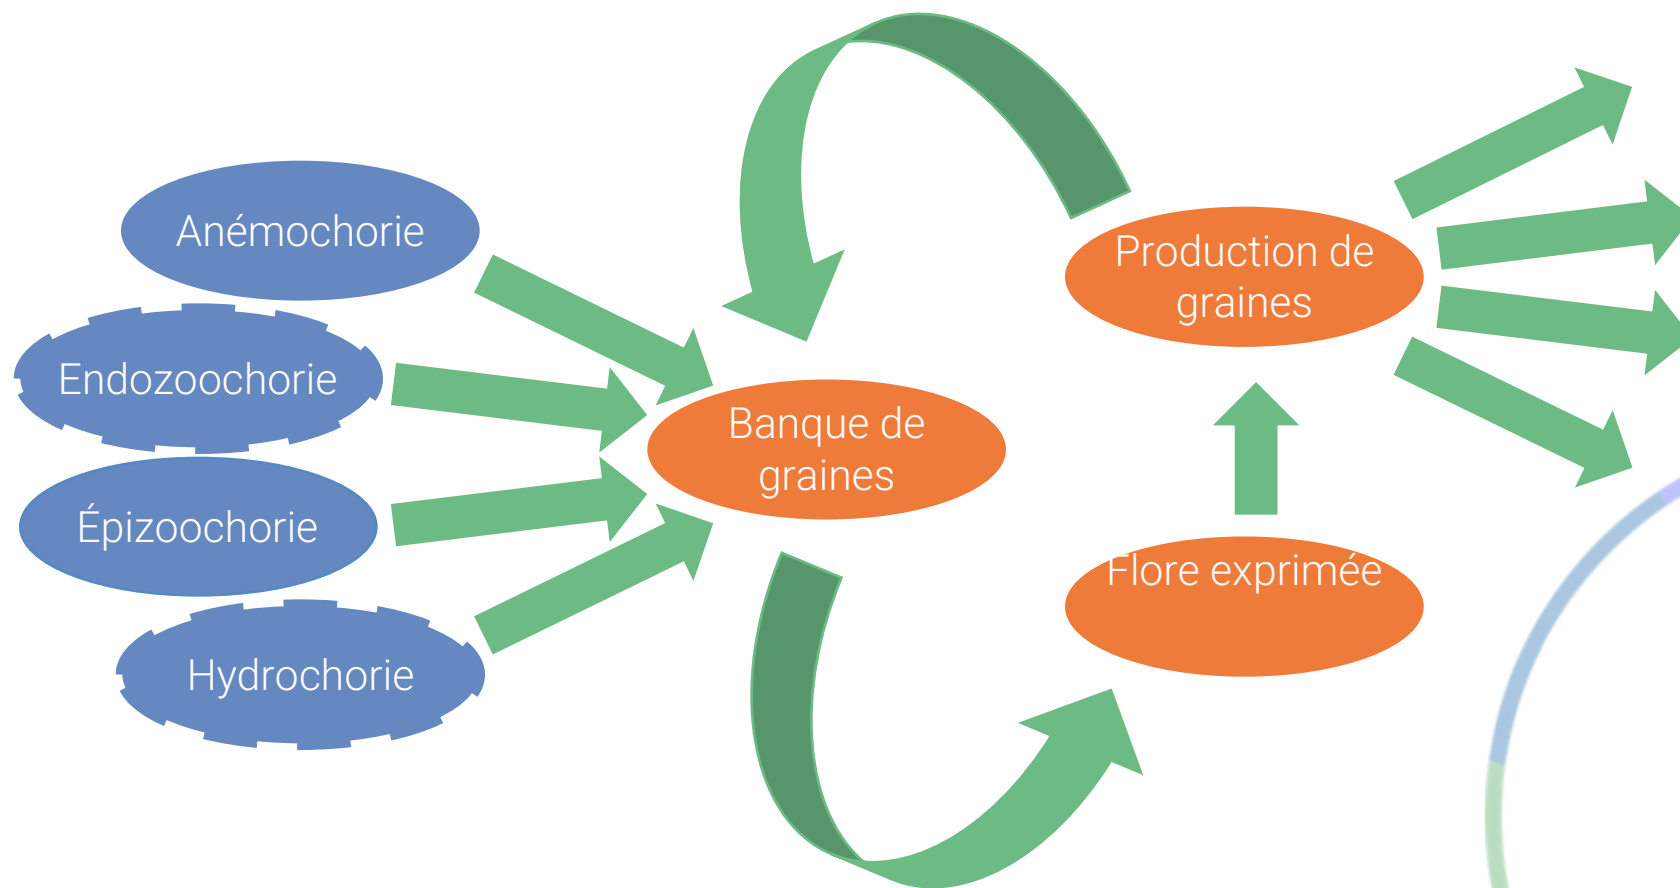 Anémochorie
Endozoochorie
Épizoochorie
Hydrochorie
Banque de
graines
Production de
graines
Flore exprimée